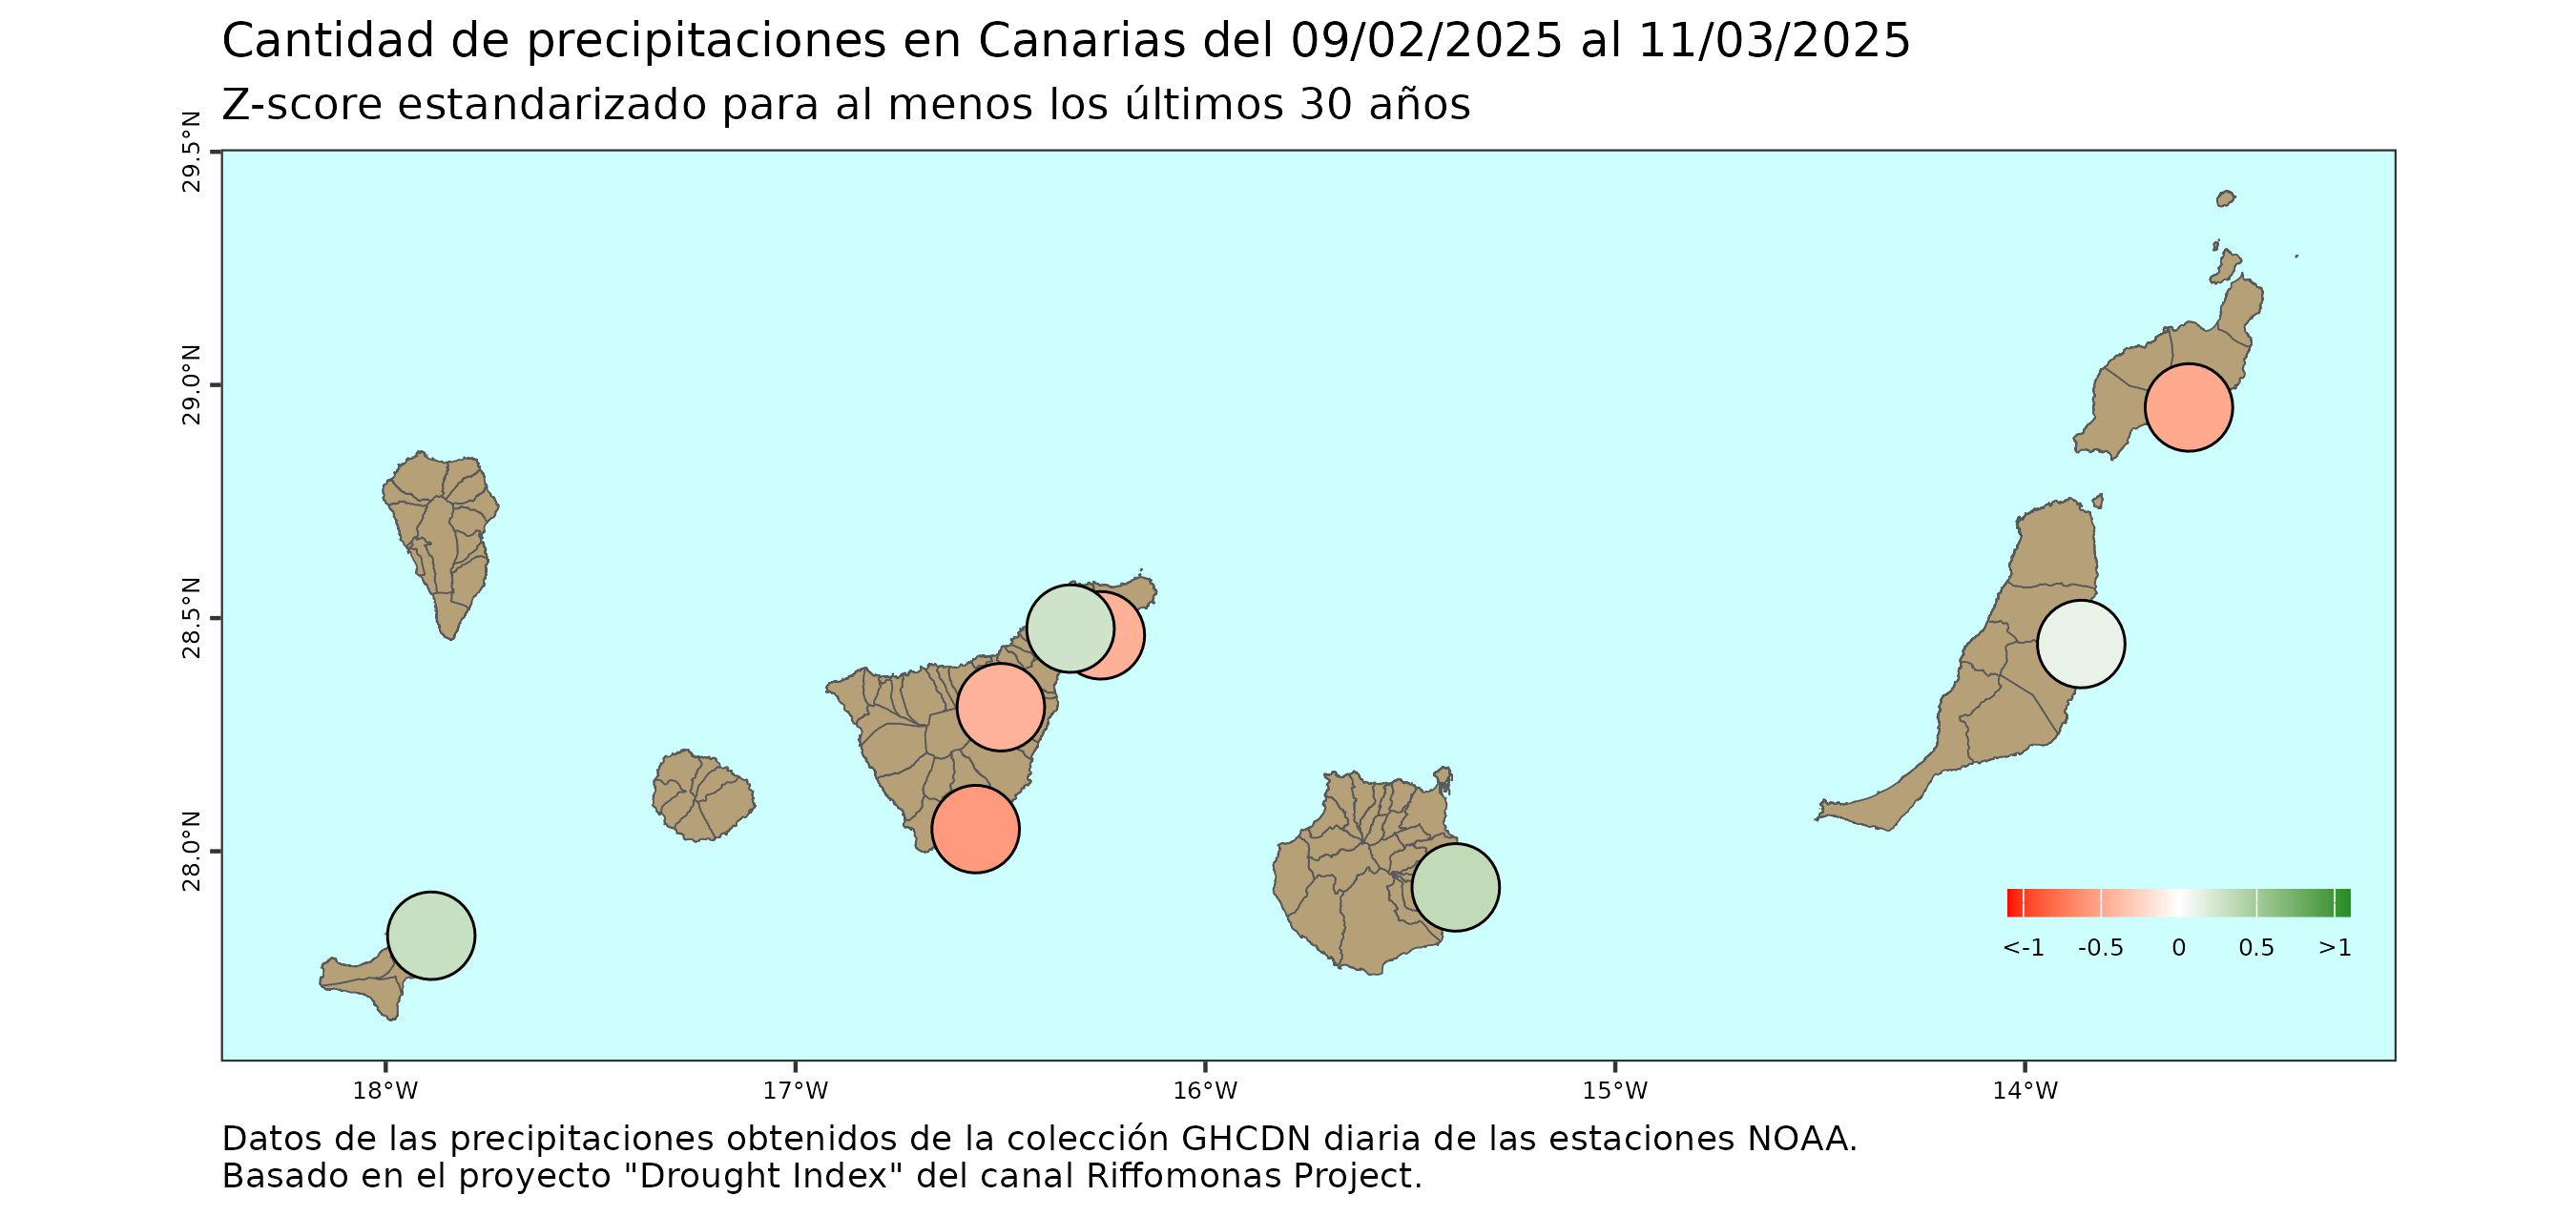 Cantidad de precipitaciones en Canarias del 09/02/2025 al 11/03/2025
Z-score estandarizado para al menos los últimos 30 años
29.5°N
29.0°N
28.5°N
28.0°N
<-1 -0.5 0 0.5 >1
18°W 17°W 16°W 15°W 14°W
Datos de las precipitaciones obtenidos de la colección GHCDN diaria de las estaciones NOAA.
Basado en el proyecto "Drought Index" del canal Riffomonas Project.